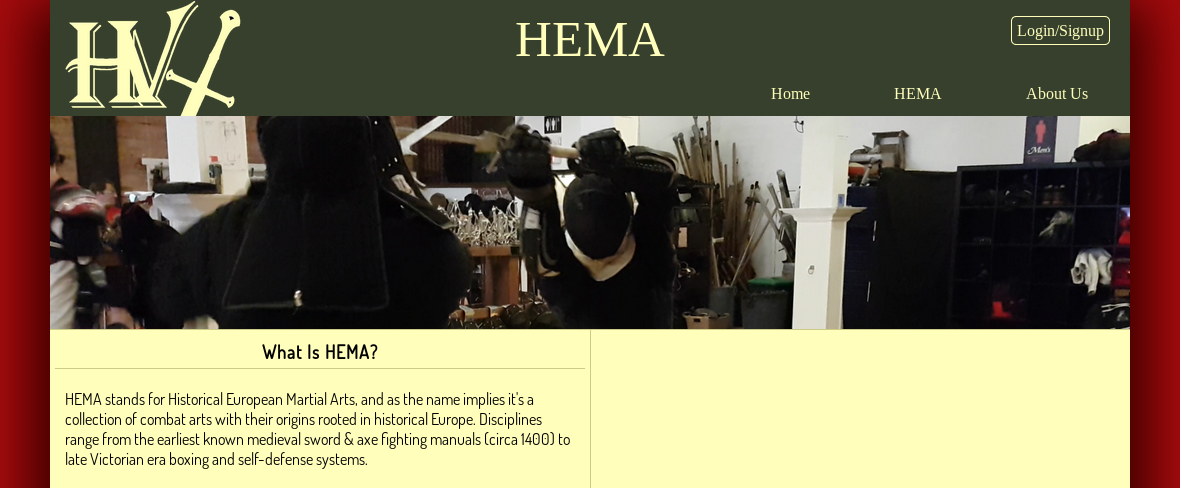 HVA
HEMA
Login/Signup
Home HEMA About Us
Men's
What Is HEMA?
HEMA stands for Historical European Martial Arts, and as the name implies it's a
collection of combat arts with their origins rooted in historical Europe. Disciplines
range from the earliest known medieval sword & axe fighting manuals (circa 1400) to
late Victorian era boxing and self-defense systems.